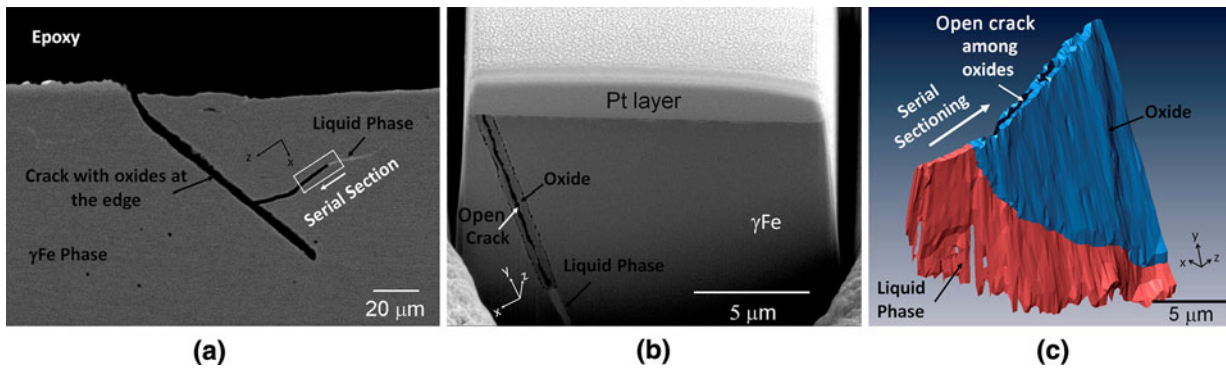 Epoxy
Liquid Phase
z
x
Crack with oxides at
the edge
Serial Section
γFe Phase
20 μm
(a)
Pt layer
Oxide
Open
Crack
γFe
Liquid Phase
y
z
x
5 μm
(b)
Open crack
among
oxides
Serial
Sectioning
Oxide
Liquid
Phase
y
x
z
5 μm
(c)